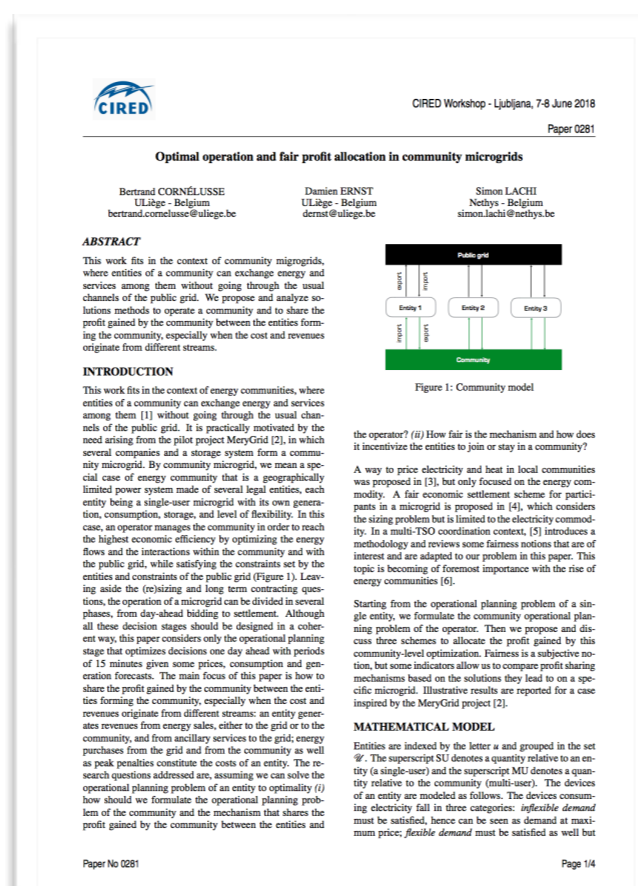 CIRED
CIRED Workshop - Ljubljana, 7-8 June 2018
Paper 0281
Optimal operation and fair profit allocation in community microgrids
Bertrand CORNÉLUSSE
ULiège - Belgium
bertrand.cornelusse@uliege.be
Damien ERNST
ULiège - Belgium
dernst@uliege.be
Simon LACHI
Nethys - Belgium
simon.lachi@nethys.be
ABSTRACT
This work fits in the context of community migrogrids,
where entities of a community can exchange energy and
services among them without going through the usual
channels of the public grid. We propose and analyze so-
lutions methods to operate a community and to share the
profit gained by the community between the entities form-
ing the community, especially when the cost and revenues
originate from different streams.
INTRODUCTION
This work fits in the context of energy communities, where
entities of a community can exchange energy and services
among them [1] without going through the usual chan-
nels of the public grid. It is practically motivated by the
need arising from the pilot project MeryGrid [2], in which
several companies and a storage system form a commu-
nity microgrid. By community microgrid, we mean a spe-
cial case of energy community that is a geographically
limited power system made of several legal entities, each
entity being a single-user microgrid with its own genera-
tion, consumption, storage, and level of flexibility. In this
case, an operator manages the community in order to reach
the highest economic efficiency by optimizing the energy
flows and the interactions within the community and with
the public grid, while satisfying the constraints set by the
entities and constraints of the public grid (Figure 1). Leav-
ing aside the (re)sizing and long term contracting ques-
tions, the operation of a microgrid can be divided in several
phases, from day-ahead bidding to settlement. Although
all these decision stages should be designed in a coher-
ent way, this paper considers only the operational planning
stage that optimizes decisions one day ahead with periods
of 15 minutes given some prices, consumption and gen-
eration forecasts. The main focus of this paper is how to
share the profit gained by the community between the enti-
ties forming the community, especially when the cost and
revenues originate from different streams: an entity gener-
ates revenues from energy sales, either to the grid or to the
community, and from ancillary services to the grid; energy
purchases from the grid and from the community as well
as peak penalties constitute the costs of an entity. The re-
search questions addressed are, assuming we can solve the
operational planning problem of an entity to optimality (i)
how should we formulate the operational planning prob-
lem of the community and the mechanism that shares the
profit gained by the community between the entities and
Public grid
export
import
Entity 1
Entity 2
Entity 3
import
export
Community
Figure 1: Community model
the operator? (ii) How fair is the mechanism and how does
it incentivize the entities to join or stay in a community?
A way to price electricity and heat in local communities
was proposed in [3], but only focused on the energy com-
modity. A fair economic settlement scheme for partici-
pants in a microgrid is proposed in [4], which considers
the sizing problem but is limited to the electricity commod-
ity. In a multi-TSO coordination context, [5] introduces a
methodology and reviews some fairness notions that are of
interest and are adapted to our problem in this paper. This
topic is becoming of foremost importance with the rise of
energy communities [6].
Starting from the operational planning problem of a sin-
gle entity, we formulate the community operational plan-
ning problem of the operator. Then we propose and dis-
cuss three schemes to allocate the profit gained by this
community-level optimization. Fairness is a subjective no-
tion, but some indicators allow us to compare profit sharing
mechanisms based on the solutions they lead to on a spe-
cific microgrid. Illustrative results are reported for a case
inspired by the MeryGrid project [2].
MATHEMATICAL MODEL
Entities are indexed by the letter u and grouped in the set
𝒰. The superscript SU denotes a quantity relative to an en-
tity (a single-user) and the superscript MU denotes a quan-
tity relative to the community (multi-user). The devices
of an entity are modeled as follows. The devices consum-
ing electricity fall in three categories: inflexible demand
must be satisfied, hence can be seen as demand at maxi-
mum price; flexible demand must be satisfied as well but
Paper No 0281
Page 1/4